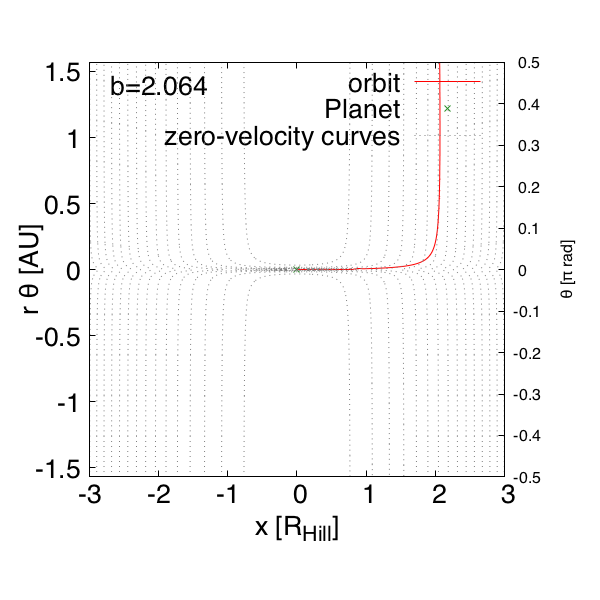 b=2.064
orbit
Planet
zero-velocity curves
r θ [AU]
1.5
1
0.5
0
-0.5
-1
-1.5
-3 -2 -1 0 1 2 3
x [R_Hill]
0.5
0.4
0.3
0.2
0.1
0
-0.1
-0.2
-0.3
-0.4
-0.5
θ [π rad]